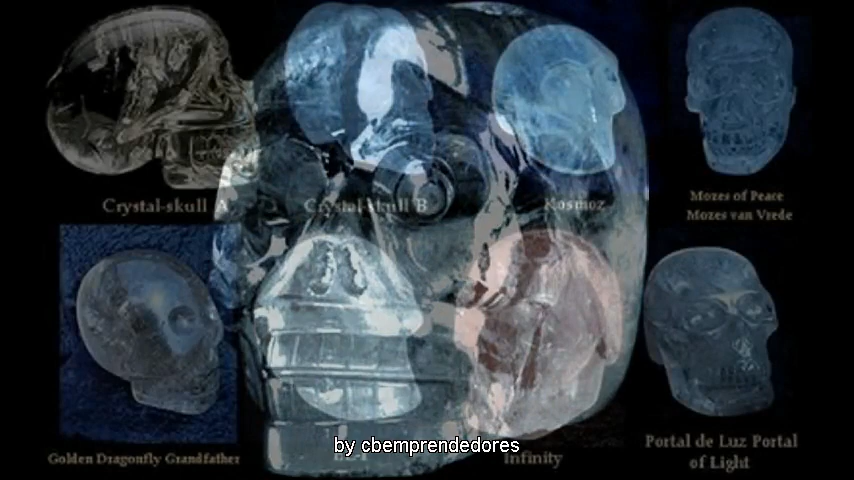 Crystal-skull A
Crystal-skull B
Kosmoz
Mozes of Peace
Mozes van Vrede
Golden Dragonfly Grandfather
by cbemprendedores
Infinity
Portal de Luz Portal
of Light